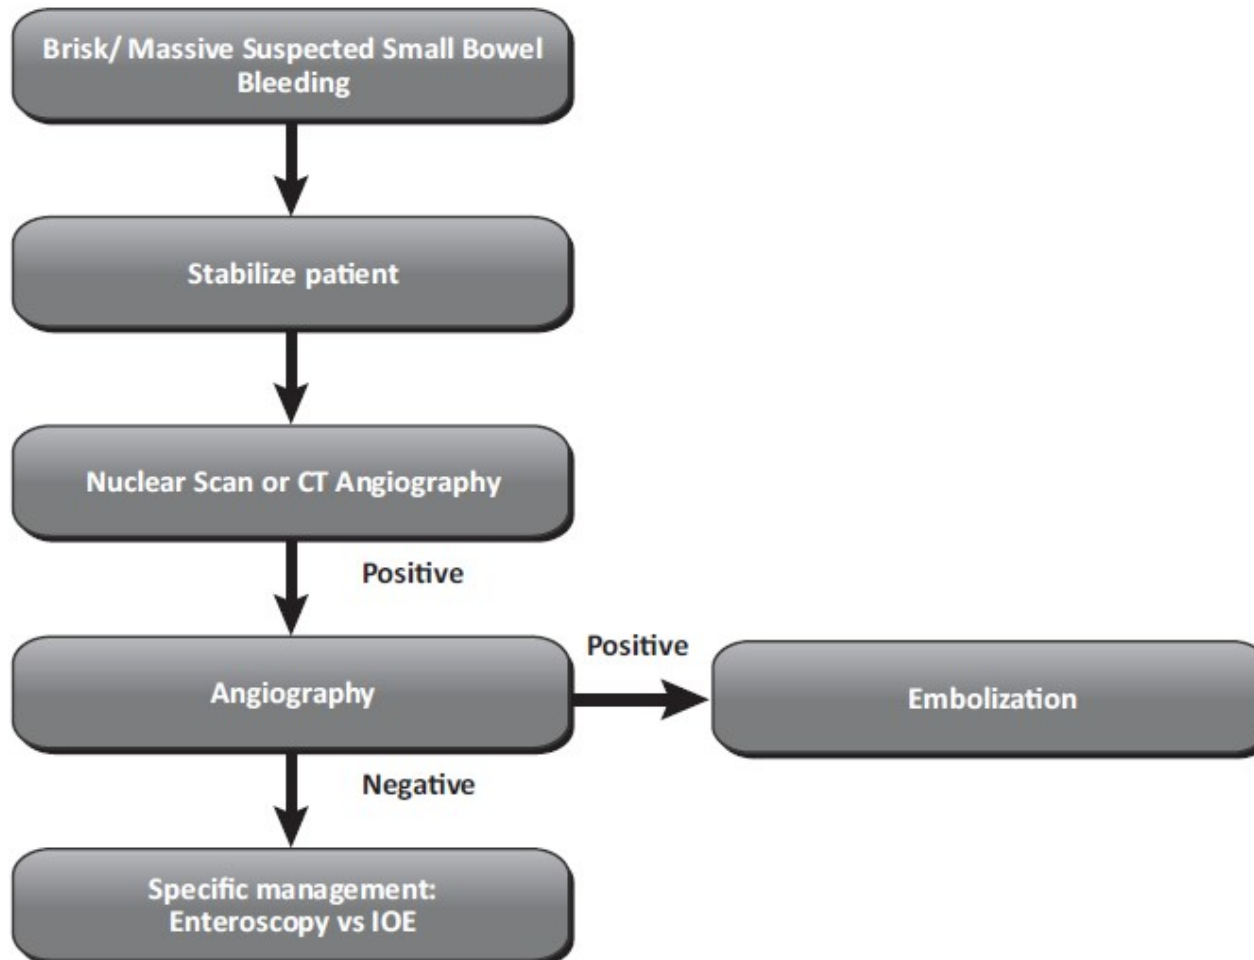 Brisk/ Massive Suspected Small Bowel
Bleeding
Stabilize patient
Nuclear Scan or CT Angiography
Positive
Angiography
Positive
Embolization
Negative
Specific management:
Enteroscopy vs IOE